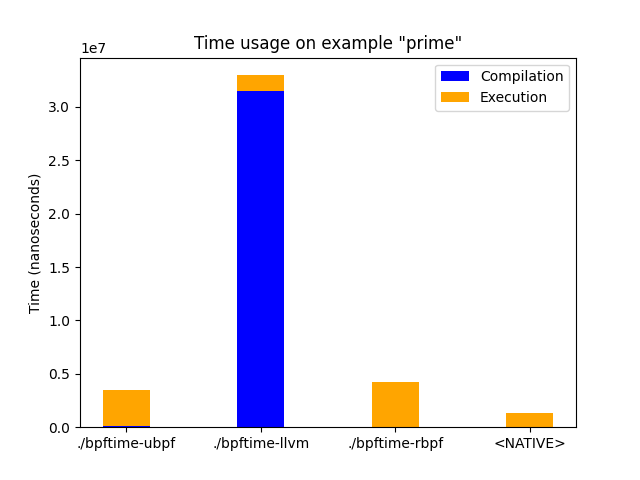 Time usage on example "prime"
1e7
Compilation
Execution
3.0
2.5
2.0
1.5
1.0
0.5
0.0
Time (nanoseconds)
./bpftime-ubpf
./bpftime-llvm
./bpftime-rbpf
<NATIVE>